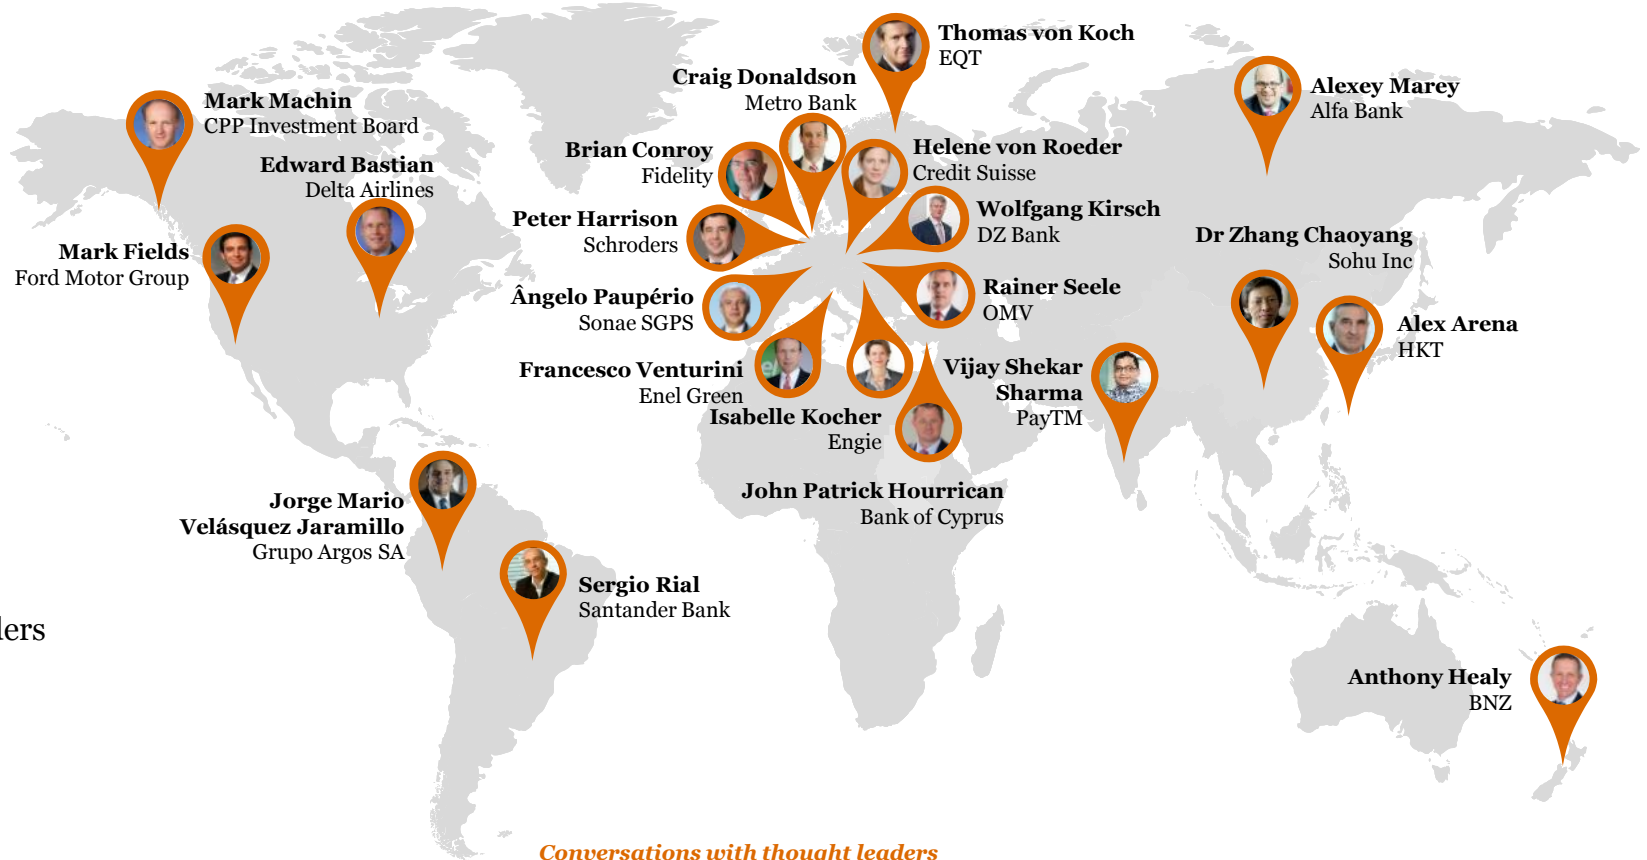 Thomas von Koch
EQT
Craig Donaldson
Metro Bank
Alexey Marey
Alfa Bank
Mark Machin
CPP Investment Board
Brian Conroy
Fidelity
Helene von Roeder
Credit Suisse
Edward Bastian
Delta Airlines
Peter Harrison
Schroders
Wolfgang Kirsch
DZ Bank
Dr Zhang Chaoyang
Sohu Inc
Mark Fields
Ford Motor Group
Ângelo Paupério
Sonae SGPS
Rainer Seele
OMV
Alex Arena
HKT
Francesco Venturini
Enel Green
Vijay Shekar
Sharma
PayTM
Isabelle Kocher
Engie
John Patrick Hourrican
Bank of Cyprus
Jorge Mario
Velásquez Jaramillo
Grupo Argos SA
Sergio Rial
Santander Bank
lers
Anthony Healy
BNZ
Conversations with thought leaders